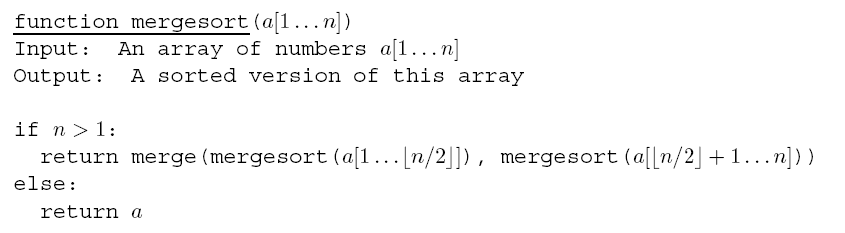 function mergesort(a[1...n])
Input: An array of numbers a[1...n]
Output: A sorted version of this array
if n > 1:
return merge(mergesort(a[1...⌊n/2⌋]), mergesort(a[⌊n/2⌋ + 1...n]))
else:
return a